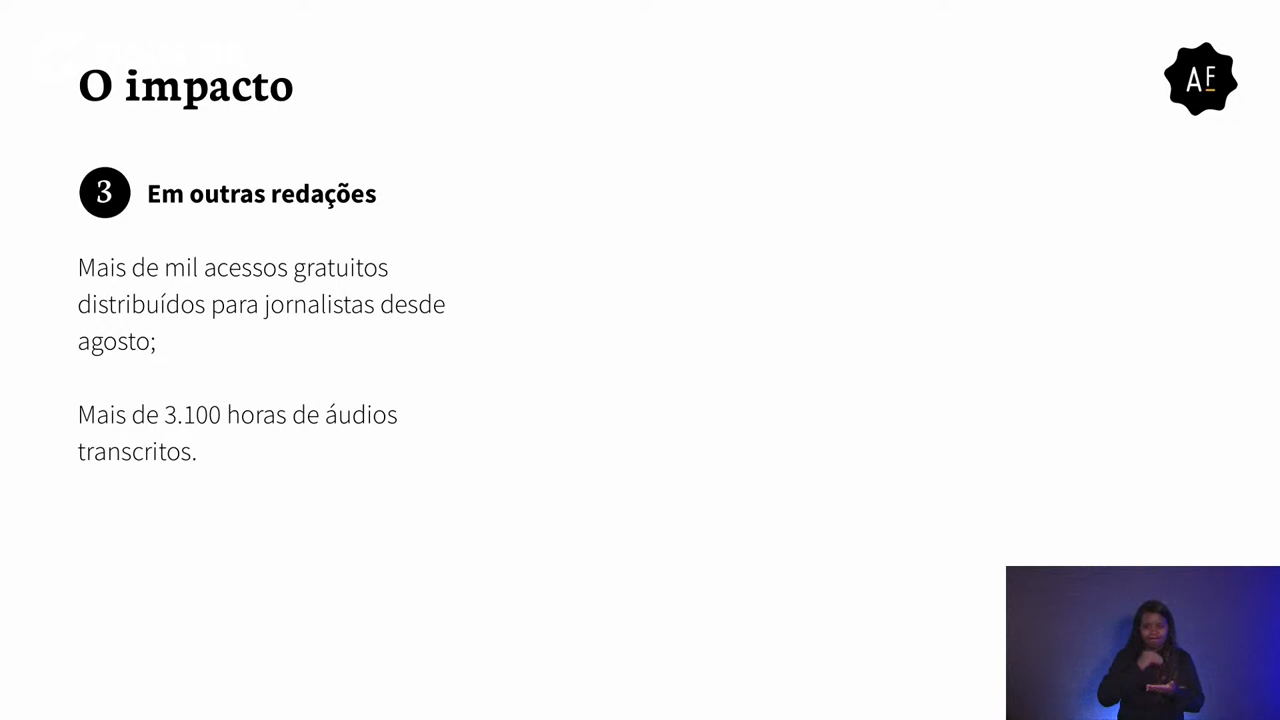 O impacto
AF
3 Em outras redações
Mais de mil acessos gratuitos
distribuídos para jornalistas desde
agosto;
Mais de 3.100 horas de áudios
transcritos.